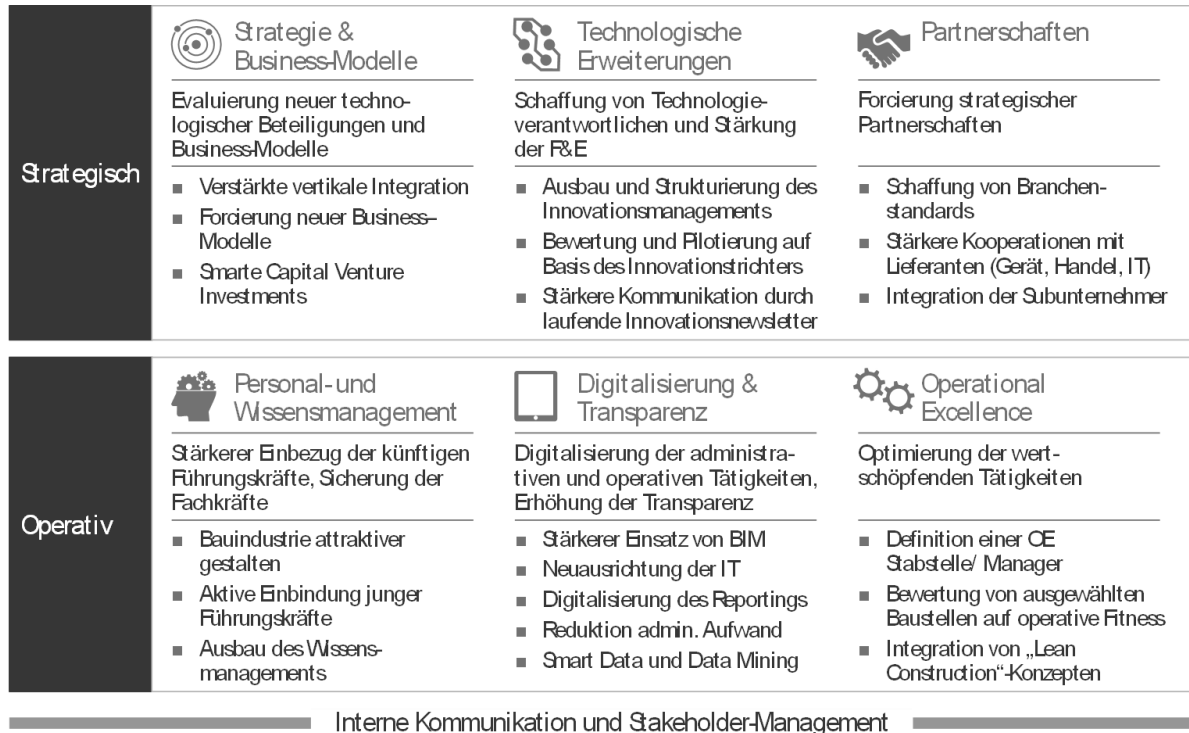 Strategisch
Strategie &
Business-Modelle
Evaluierung neuer techno-
logischer Beteiligungen und
Business-Modelle
■ Verstärkte vertikale Integration
■ Forcierung neuer Business–
Modelle
■ Smarte Capital Venture
Investments
Technologische
Erweiterungen
Schaffung von Technologie-
verantwortlichen und Stärkung
der F&E
■ Ausbau und Strukturierung des
Innovationsmanagements
■ Bewertung und Pilotierung auf
Basis des Innovationstrichters
■ Stärkere Kommunikation durch
laufende Innovationsnewsletter
Partnerschaften
Forcierung strategischer
Partnerschaften
■ Schaffung von Branchen-
standards
■ Stärkere Kooperationen mit
Lieferanten (Gerät, Handel, IT)
■ Integration der Subunternehmer
Operativ
Personal- und
Wissensmanagement
Stärkerer Einbezug der künftigen
Führungskräfte, Sicherung der
Fachkräfte
■ Bauindustrie attraktiver
gestalten
■ Aktive Einbindung junger
Führungskräfte
■ Ausbau des Wissens-
managements
Digitalisierung &
Transparenz
Digitalisierung der administra-
tiven und operativen Tätigkeiten,
Erhöhung der Transparenz
■ Stärkerer Einsatz von BIM
■ Neuausrichtung der IT
■ Digitalisierung des Reportings
■ Reduktion admin. Aufwand
■ Smart Data und Data Mining
Operational
Excellence
Optimierung der wert-
schöpfenden Tätigkeiten
■ Definition einer OE
Stabstelle/ Manager
■ Bewertung von ausgewählten
Baustellen auf operative Fitness
■ Integration von „Lean
Construction“-Konzepten
Interne Kommunikation und Stakeholder-Management